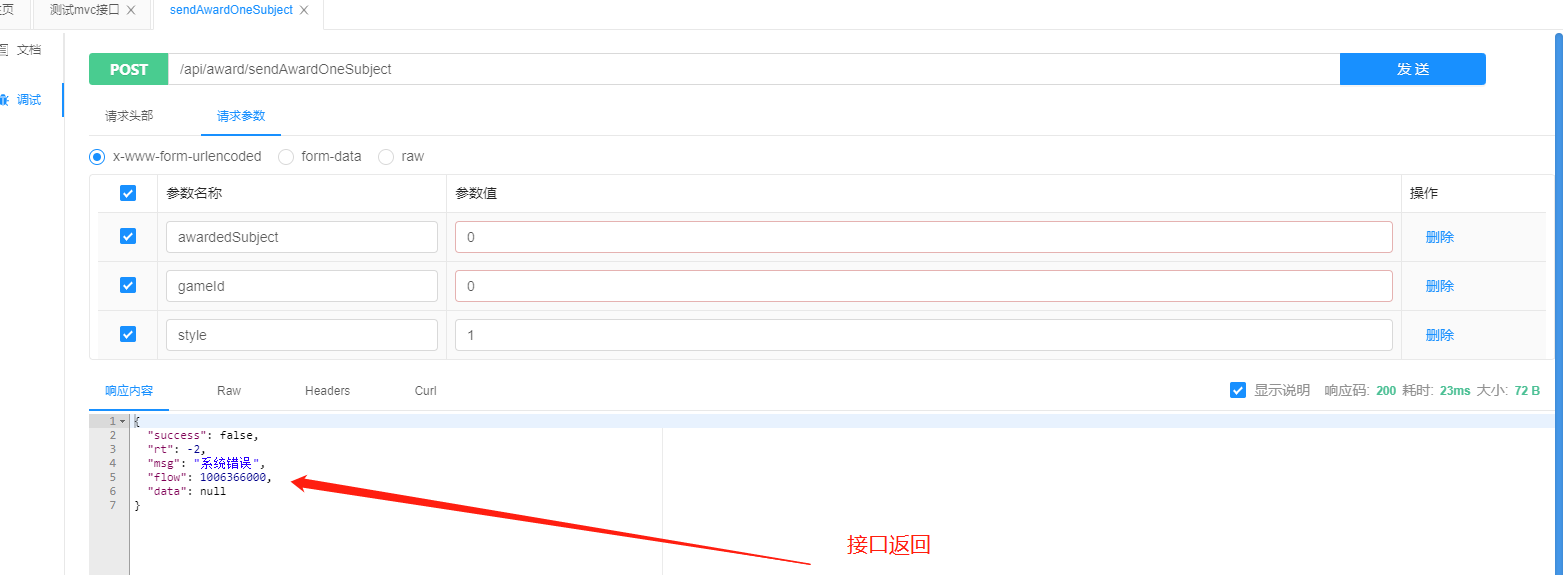 页 测试mvc接口 sendAwardOneSubject
文档
调试
POST /api/award/sendAwardOneSubject 发 送
请求头部 请求参数
x-www-form-urlencoded form-data raw
参数名称 参数值 操作
awardedSubject 0 删除
gameId 0 删除
style 1 删除
响应内容 Raw Headers Curl 显示说明 响应码: 200 耗时: 23ms 大小: 72 B
1 {
2 "success": false,
3 "rt": -2,
4 "msg": "系统错误",
5 "flow": 1006366000,
6 "data": null
7 }
接口返回